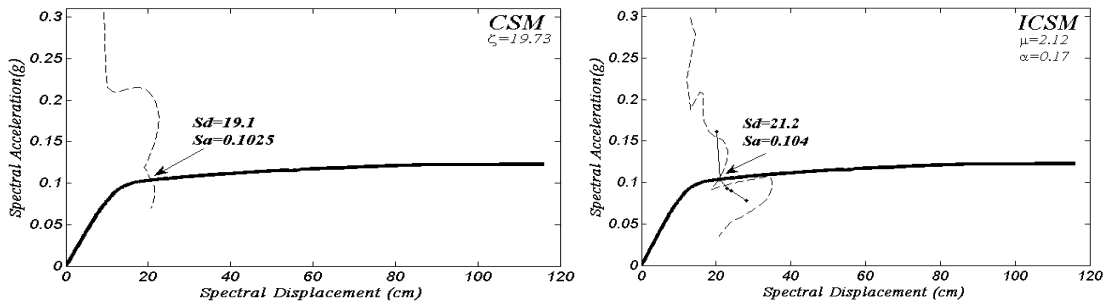 CSM
ζ=19.73
Sd=19.1
Sa=0.1025
Spectral Acceleration(g)
0.3
0.25
0.2
0.15
0.1
0.05
0
0 20 40 60 80 100 120
Spectral Displacement (cm)
ICSM
μ=2.12
α=0.17
Sd=21.2
Sa=0.104
Spectral Acceleration(g)
0.3
0.25
0.2
0.15
0.1
0.05
0
0 20 40 60 80 100 120
Spectral Displacement (cm)